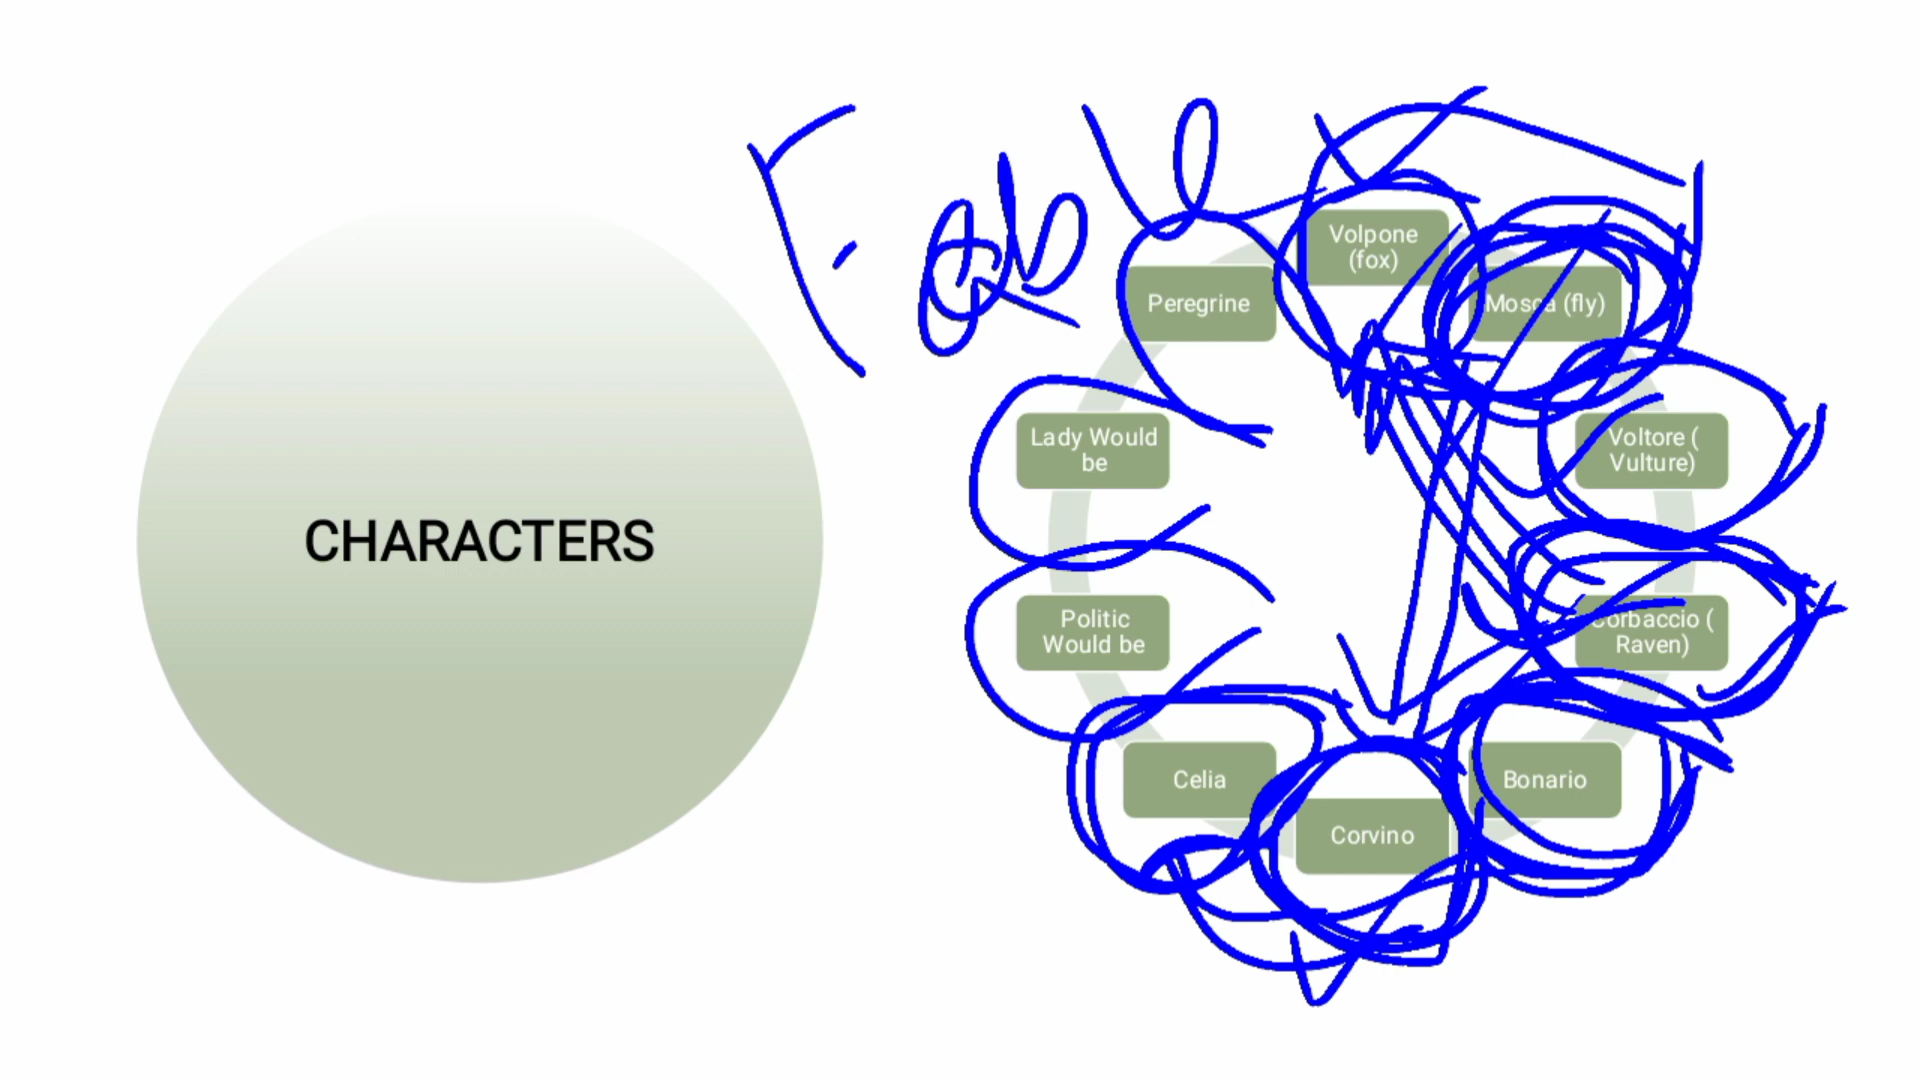 Fable
CHARACTERS
Volpone
(fox)
Mosca (fly)
Voltore (
Vulture)
Corbaccio (
Raven)
Bonario
Corvino
Celia
Politic
Would be
Lady Would
be
Peregrine